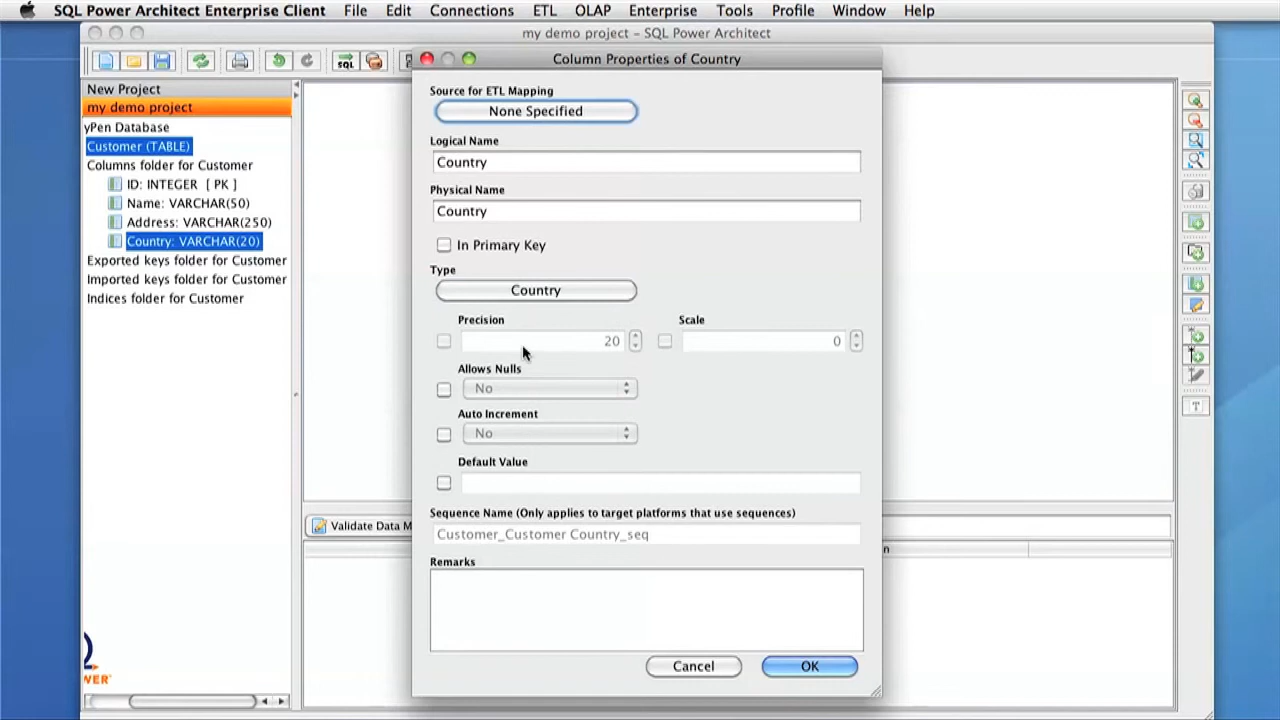 SQL Power Architect Enterprise Client File Edit Connections ETL OLAP Enterprise Tools Profile Window Help
my demo project – SQL Power Architect
SQL
Column Properties of Country
New Project
my demo project
yPen Database
Customer (TABLE)
Columns folder for Customer
ID: INTEGER [ PK ]
Name: VARCHAR(50)
Address: VARCHAR(250)
Country: VARCHAR(20)
Exported keys folder for Customer
Imported keys folder for Customer
Indices folder for Customer
WER
Source for ETL Mapping
None Specified
Logical Name
Country
Physical Name
Country
In Primary Key
Type
Country
Precision Scale
20 0
Allows Nulls
No
Auto Increment
No
Default Value
Sequence Name (Only applies to target platforms that use sequences)
Customer_Customer Country_seq
Remarks
Cancel OK
Validate Data M
n
T